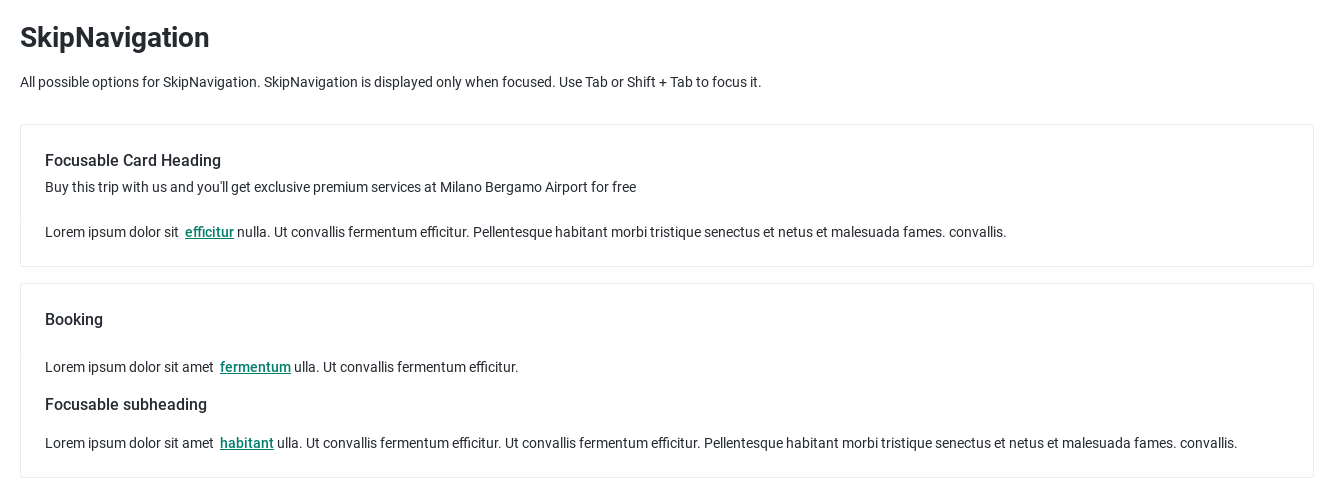 SkipNavigation
All possible options for SkipNavigation. SkipNavigation is displayed only when focused. Use Tab or Shift + Tab to focus it.
Focusable Card Heading
Buy this trip with us and you'll get exclusive premium services at Milano Bergamo Airport for free
Lorem ipsum dolor sit efficitur nulla. Ut convallis fermentum efficitur. Pellentesque habitant morbi tristique senectus et netus et malesuada fames. convallis.
Booking
Lorem ipsum dolor sit amet fermentum ulla. Ut convallis fermentum efficitur.
Focusable subheading
Lorem ipsum dolor sit amet habitant ulla. Ut convallis fermentum efficitur. Ut convallis fermentum efficitur. Pellentesque habitant morbi tristique senectus et netus et malesuada fames. convallis.